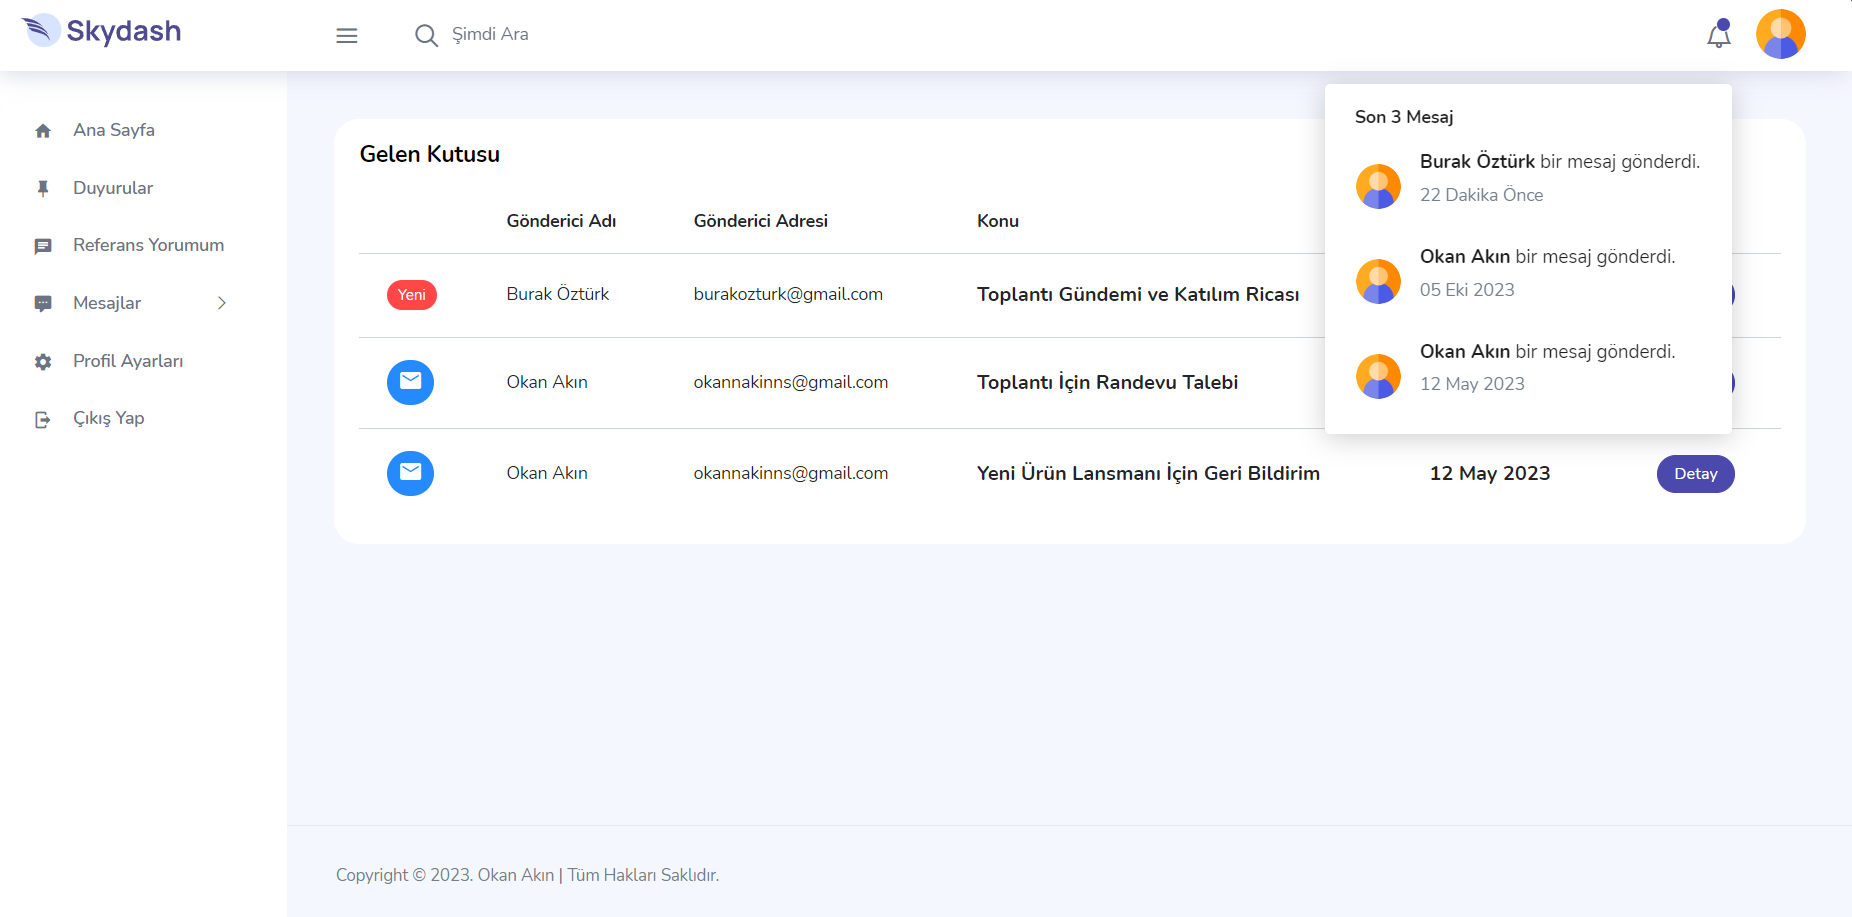 Skydash
Şimdi Ara
Ana Sayfa
Duyurular
Referans Yorumum
Mesajlar
Profil Ayarları
Çıkış Yap
Gelen Kutusu
Gönderici Adı Gönderici Adresi Konu
Yeni Burak Öztürk burakozturk@gmail.com Toplantı Gündemi ve Katılım Ricası
Okan Akın okannakinns@gmail.com Toplantı İçin Randevu Talebi
Okan Akın okannakinns@gmail.com Yeni Ürün Lansmanı İçin Geri Bildirim 12 May 2023 Detay
Son 3 Mesaj
Burak Öztürk bir mesaj gönderdi.
22 Dakika Önce
Okan Akın bir mesaj gönderdi.
05 Eki 2023
Okan Akın bir mesaj gönderdi.
12 May 2023
Copyright © 2023. Okan Akın | Tüm Hakları Saklıdır.